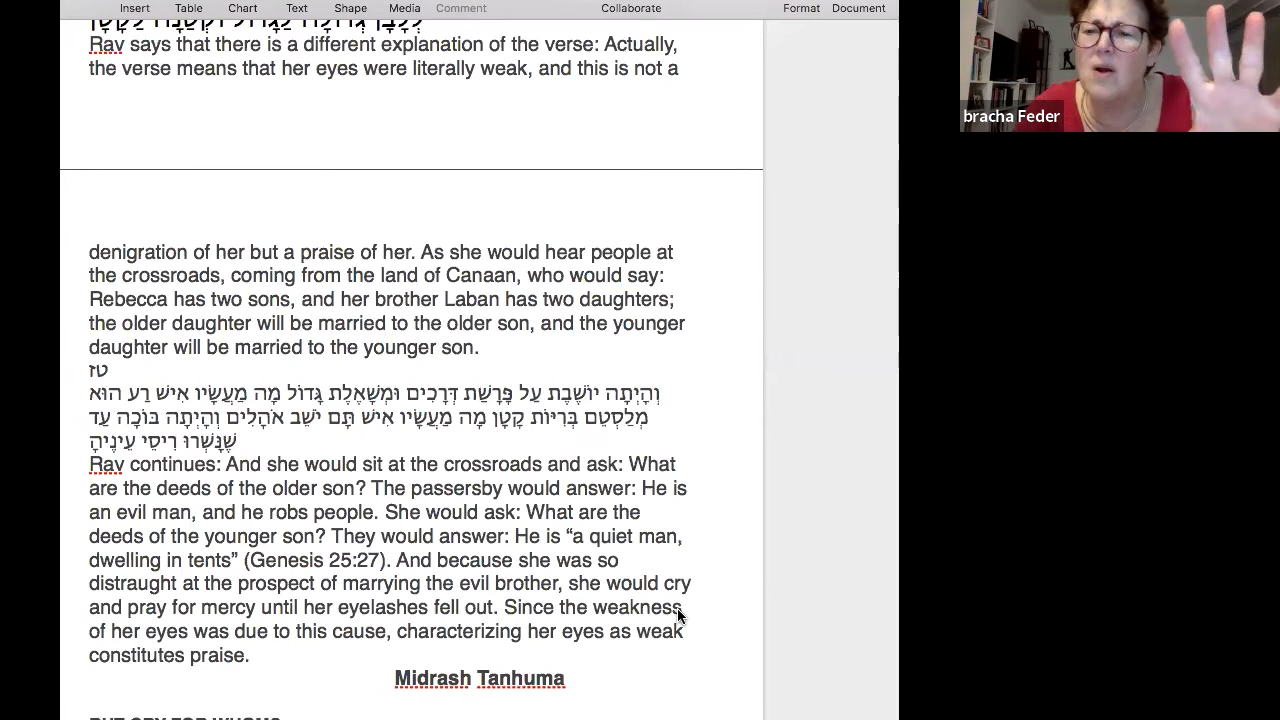 Insert Table Chart Text Shape Media Comment Collaborate Format Document
Rav says that there is a different explanation of the verse: Actually,
the verse means that her eyes were literally weak, and this is not a
bracha Feder
denigration of her but a praise of her. As she would hear people at
the crossroads, coming from the land of Canaan, who would say:
Rebecca has two sons, and her brother Laban has two daughters;
the older daughter will be married to the older son, and the younger
daughter will be married to the younger son.
טז
וְהָיְתָה יוֹשֶׁבֶת עַל פָּרָשַׁת דְּרָכִים וּמְשָׁאֶלֶת גָּדוֹל מָה מַעֲשָׂיו אִישׁ רַע הוּא
מְלַסְטֵם בְּרִיּוֹת קָטָן מָה מַעֲשָׂיו אִישׁ תָּם יֹשֵׁב אֹהָלִים וְהָיְתָה בּוֹכָה עַד
שֶׁנָּשְׁרוּ רִיסֵי עֵינֶיהָ
Rav continues: And she would sit at the crossroads and ask: What
are the deeds of the older son? The passersby would answer: He is
an evil man, and he robs people. She would ask: What are the
deeds of the younger son? They would answer: He is “a quiet man,
dwelling in tents” (Genesis 25:27). And because she was so
distraught at the prospect of marrying the evil brother, she would cry
and pray for mercy until her eyelashes fell out. Since the weakness
of her eyes was due to this cause, characterizing her eyes as weak
constitutes praise.
Midrash Tanhuma